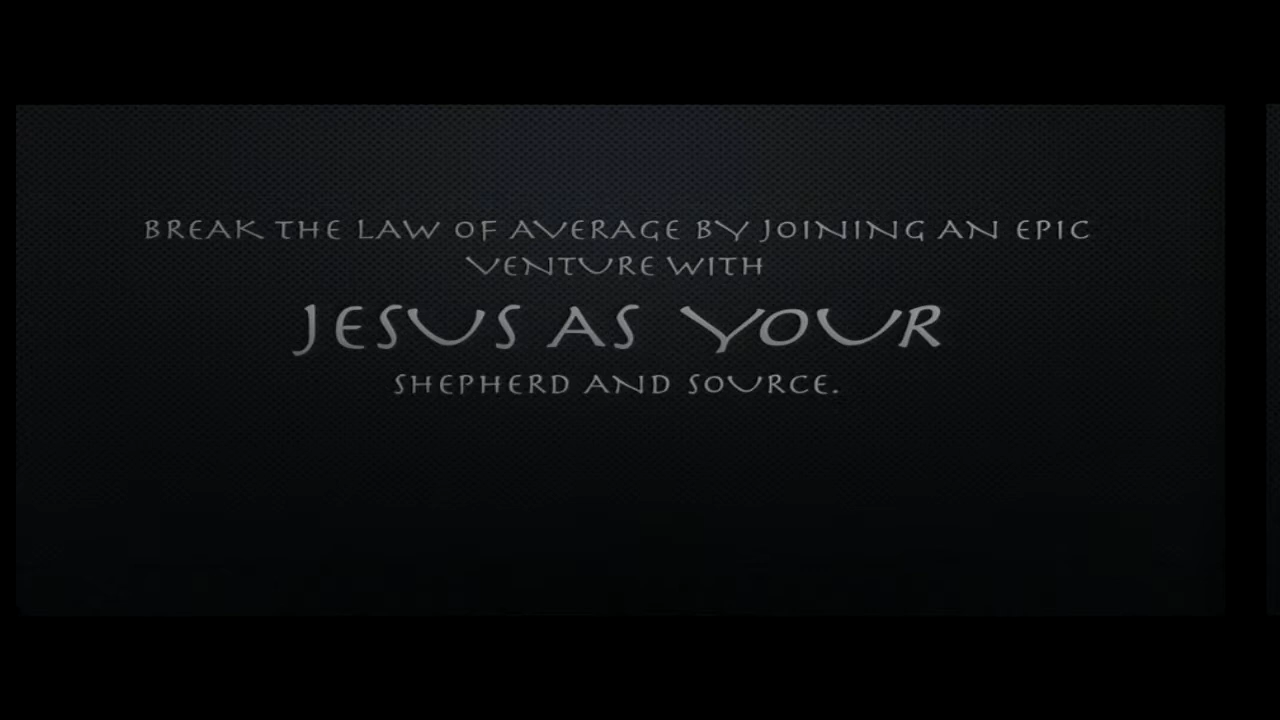 BREAK THE LAW OF AVERAGE BY JOINING AN EPIC
VENTURE WITH
JESUS AS YOUR
SHEPHERD AND SOURCE.